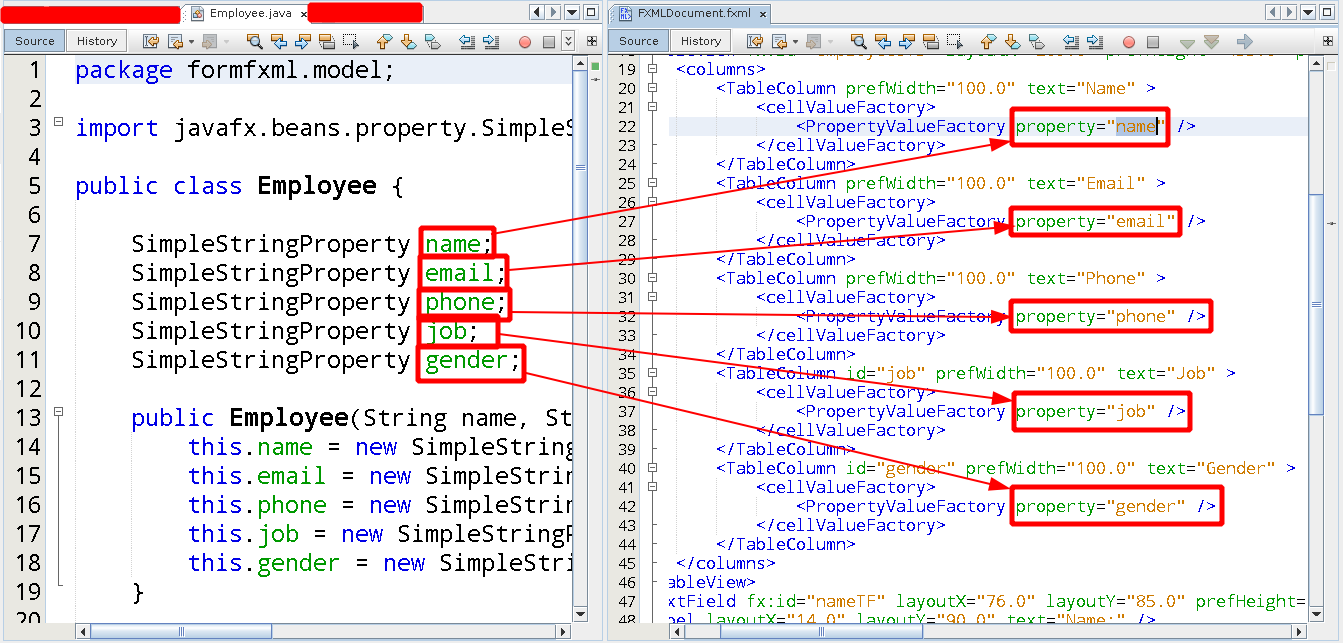 Employee.java
Source History
1 package formfxml.model;
2
3 import javafx.beans.property.SimpleS
4
5 public class Employee {
6
7 SimpleStringProperty name;
8 SimpleStringProperty email;
9 SimpleStringProperty phone;
10 SimpleStringProperty job;
11 SimpleStringProperty gender;
12
13 public Employee(String name, St
14 this.name = new SimpleString
15 this.email = new SimpleStrin
16 this.phone = new SimpleStrin
17 this.job = new SimpleStringP
18 this.gender = new SimpleStri
19 }
20
FXMLDocument.fxml
Source History
19 <columns>
20 <TableColumn prefWidth="100.0" text="Name" >
21 <cellValueFactory>
22 <PropertyValueFactory property="name" />
23 </cellValueFactory>
24 </TableColumn>
25 <TableColumn prefWidth="100.0" text="Email" >
26 <cellValueFactory>
27 <PropertyValueFactory property="email" />
28 </cellValueFactory>
29 </TableColumn>
30 <TableColumn prefWidth="100.0" text="Phone" >
31 <cellValueFactory>
32 <PropertyValueFactory property="phone" />
33 </cellValueFactory>
34 </TableColumn>
35 <TableColumn id="job" prefWidth="100.0" text="Job" >
36 <cellValueFactory>
37 <PropertyValueFactory property="job" />
38 </cellValueFactory>
39 </TableColumn>
40 <TableColumn id="gender" prefWidth="100.0" text="Gender" >
41 <cellValueFactory>
42 <PropertyValueFactory property="gender" />
43 </cellValueFactory>
44 </TableColumn>
45 </columns>
46 ableView>
47 xtField fx:id="nameTF" layoutX="76.0" layoutY="85.0" prefHeight=
48 bel layoutX="14.0" layoutY="90.0" text="Name:" />